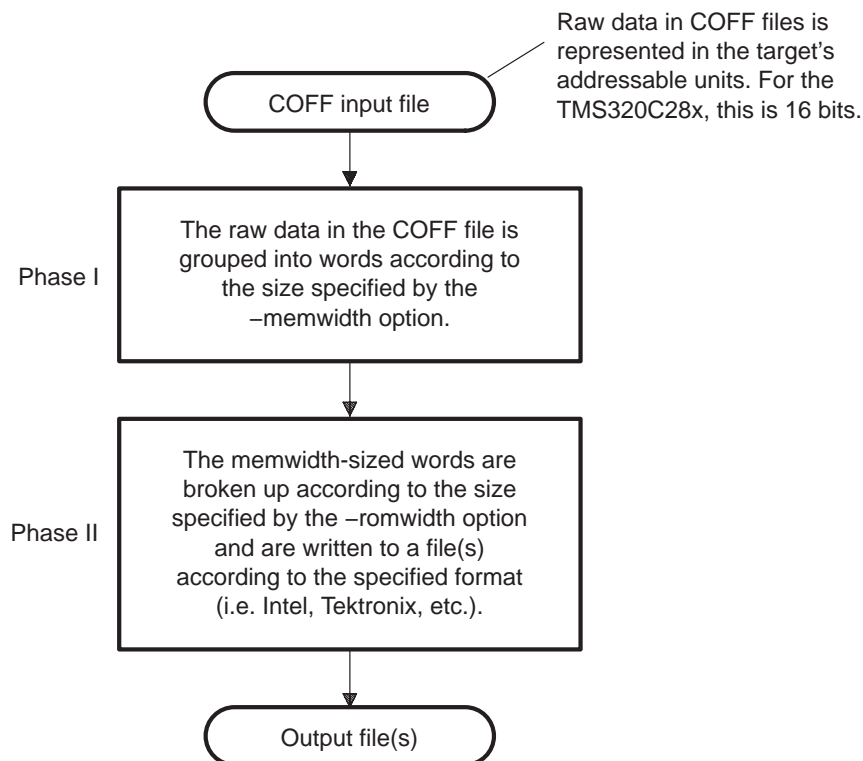 Raw data in COFF files is
represented in the target’s
addressable units. For the
TMS320C28x, this is 16 bits.
COFF input file
Phase I
The raw data in the COFF file is
grouped into words according to
the size specified by the
–memwidth option.
Phase II
The memwidth-sized words are
broken up according to the size
specified by the –romwidth option
and are written to a file(s)
according to the specified format
(i.e. Intel, Tektronix, etc.).
Output file(s)